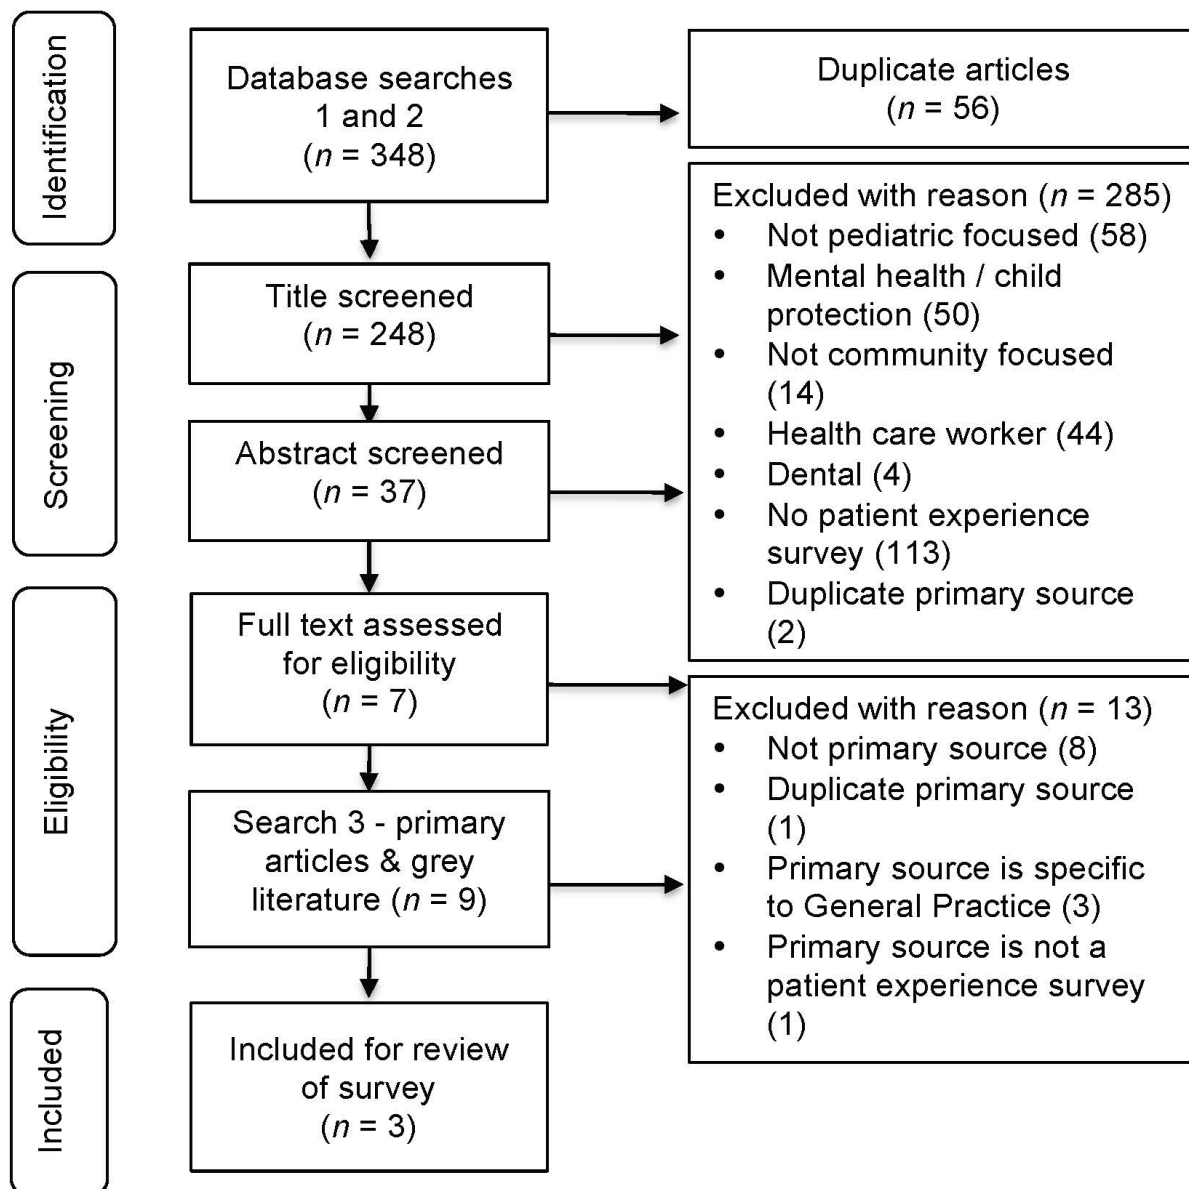 Identification
Database searches
1 and 2
(n = 348)
Duplicate articles
(n = 56)
Screening
Title screened
(n = 248)
Abstract screened
(n = 37)
Excluded with reason (n = 285)
• Not pediatric focused (58)
• Mental health / child
protection (50)
• Not community focused
(14)
• Health care worker (44)
• Dental (4)
• No patient experience
survey (113)
• Duplicate primary source
(2)
Eligibility
Full text assessed
for eligibility
(n = 7)
Search 3 - primary
articles & grey
literature (n = 9)
Excluded with reason (n = 13)
• Not primary source (8)
• Duplicate primary source
(1)
• Primary source is specific
to General Practice (3)
• Primary source is not a
patient experience survey
(1)
Included
Included for review
of survey
(n = 3)